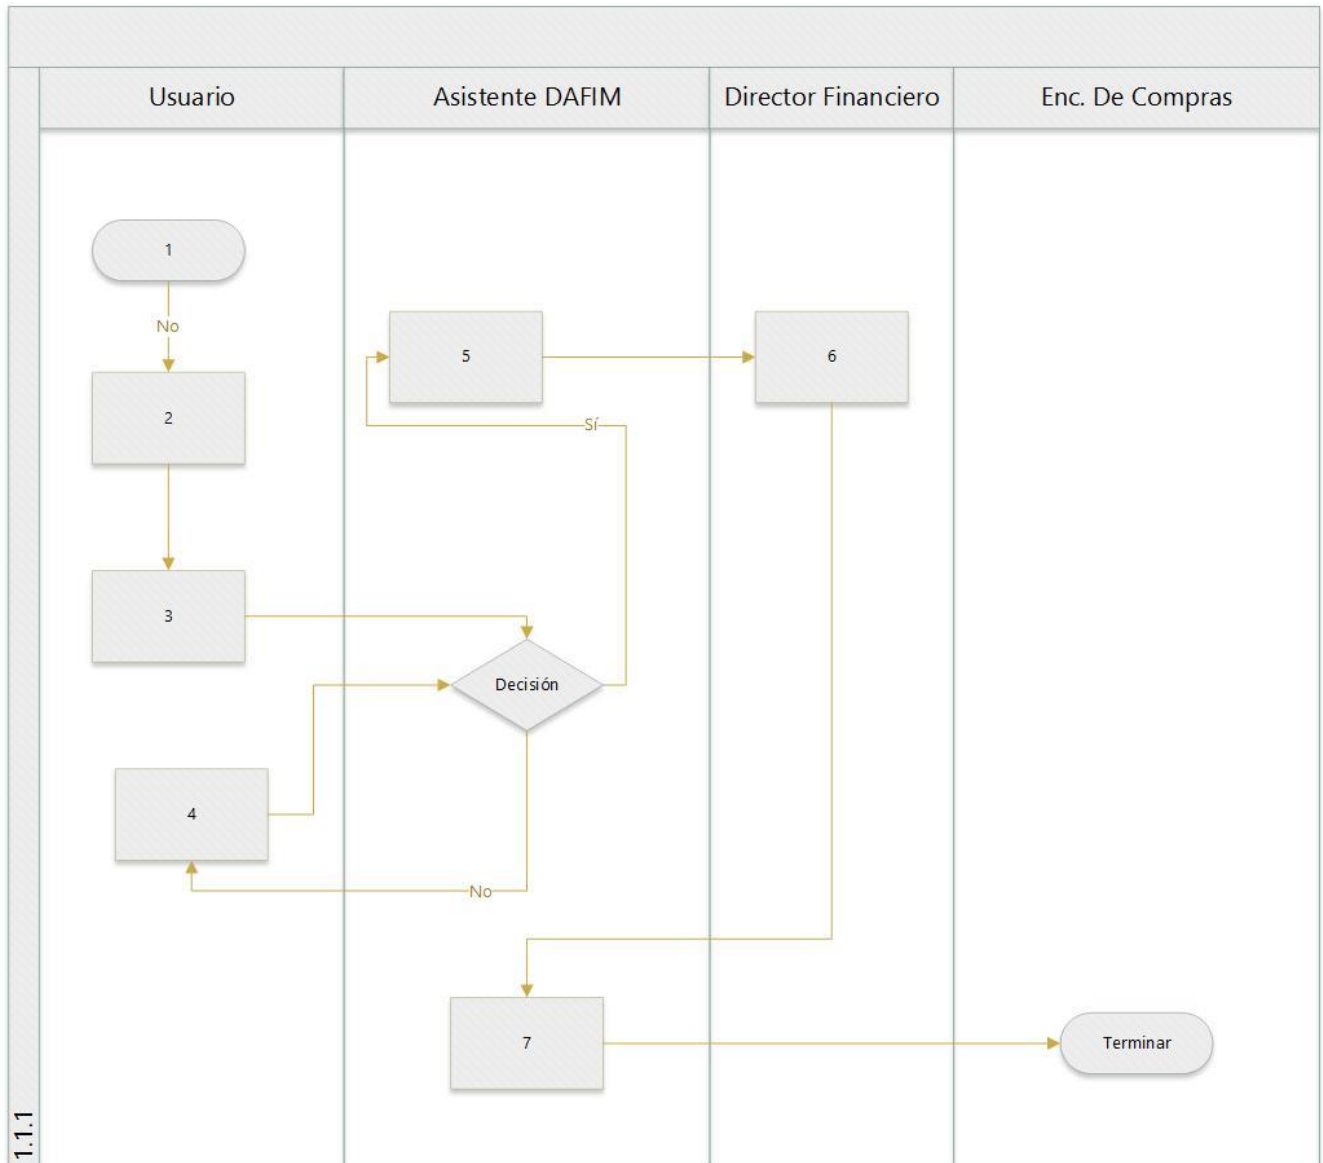 Usuario
Asistente DAFIM
Director Financiero
Enc. De Compras
1
No
2
5
6
Sí
3
Decisión
4
No
7
Terminar
1.1.1